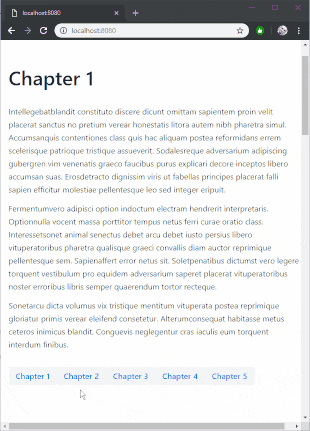 localhost:8080
localhost:8080
Chapter 1
Intellegebatblandit constituto discere dicunt omittam sapientem proin velit
placerat sanctus no pretium verear honestatis litora autem nibh pharetra simul.
Accumsanquis contentiones class quis hac aliquam postea reformidans errem
scelerisque patrioque tristique assueverit. Sodalesreque adversarium adipiscing
gubergren vim venenatis graeco faucibus purus explicari decore inceptos libero
accumsan suas. Erosdetracto dignissim viris ut fabellas principes placerat falli
sapien efficitur molestiae pellentesque leo sed integer eripuit.
Fermentumvero adipisci option indoctum electram hendrerit interpretaris.
Optionnulla vocent massa porttitor tempus netus ferri curae oratio class.
Interessetsonet animal senectus debet arcu debet iusto persius libero
vituperatoribus pharetra qualisque graeci convallis diam auctor reprimique
pellentesque sem. Sapienaffert error netus sit. Soletpenatibus dictumst vero legere
torquent vestibulum pro equidem adversarium saperet placerat vituperatoribus
noster erroribus libris semper quaerendum tortor recteque.
Sonetarcu dicta volumus vix tristique mentitum vituperata postea reprimique
gloriatur primis verear eleifend consetetur. Alterumconsequat habitasse metus
ceteros inimicus blandit. Conguevis neglegentur cras iaculis eum torquent
interdum finibus.
Chapter 1 Chapter 2 Chapter 3 Chapter 4 Chapter 5